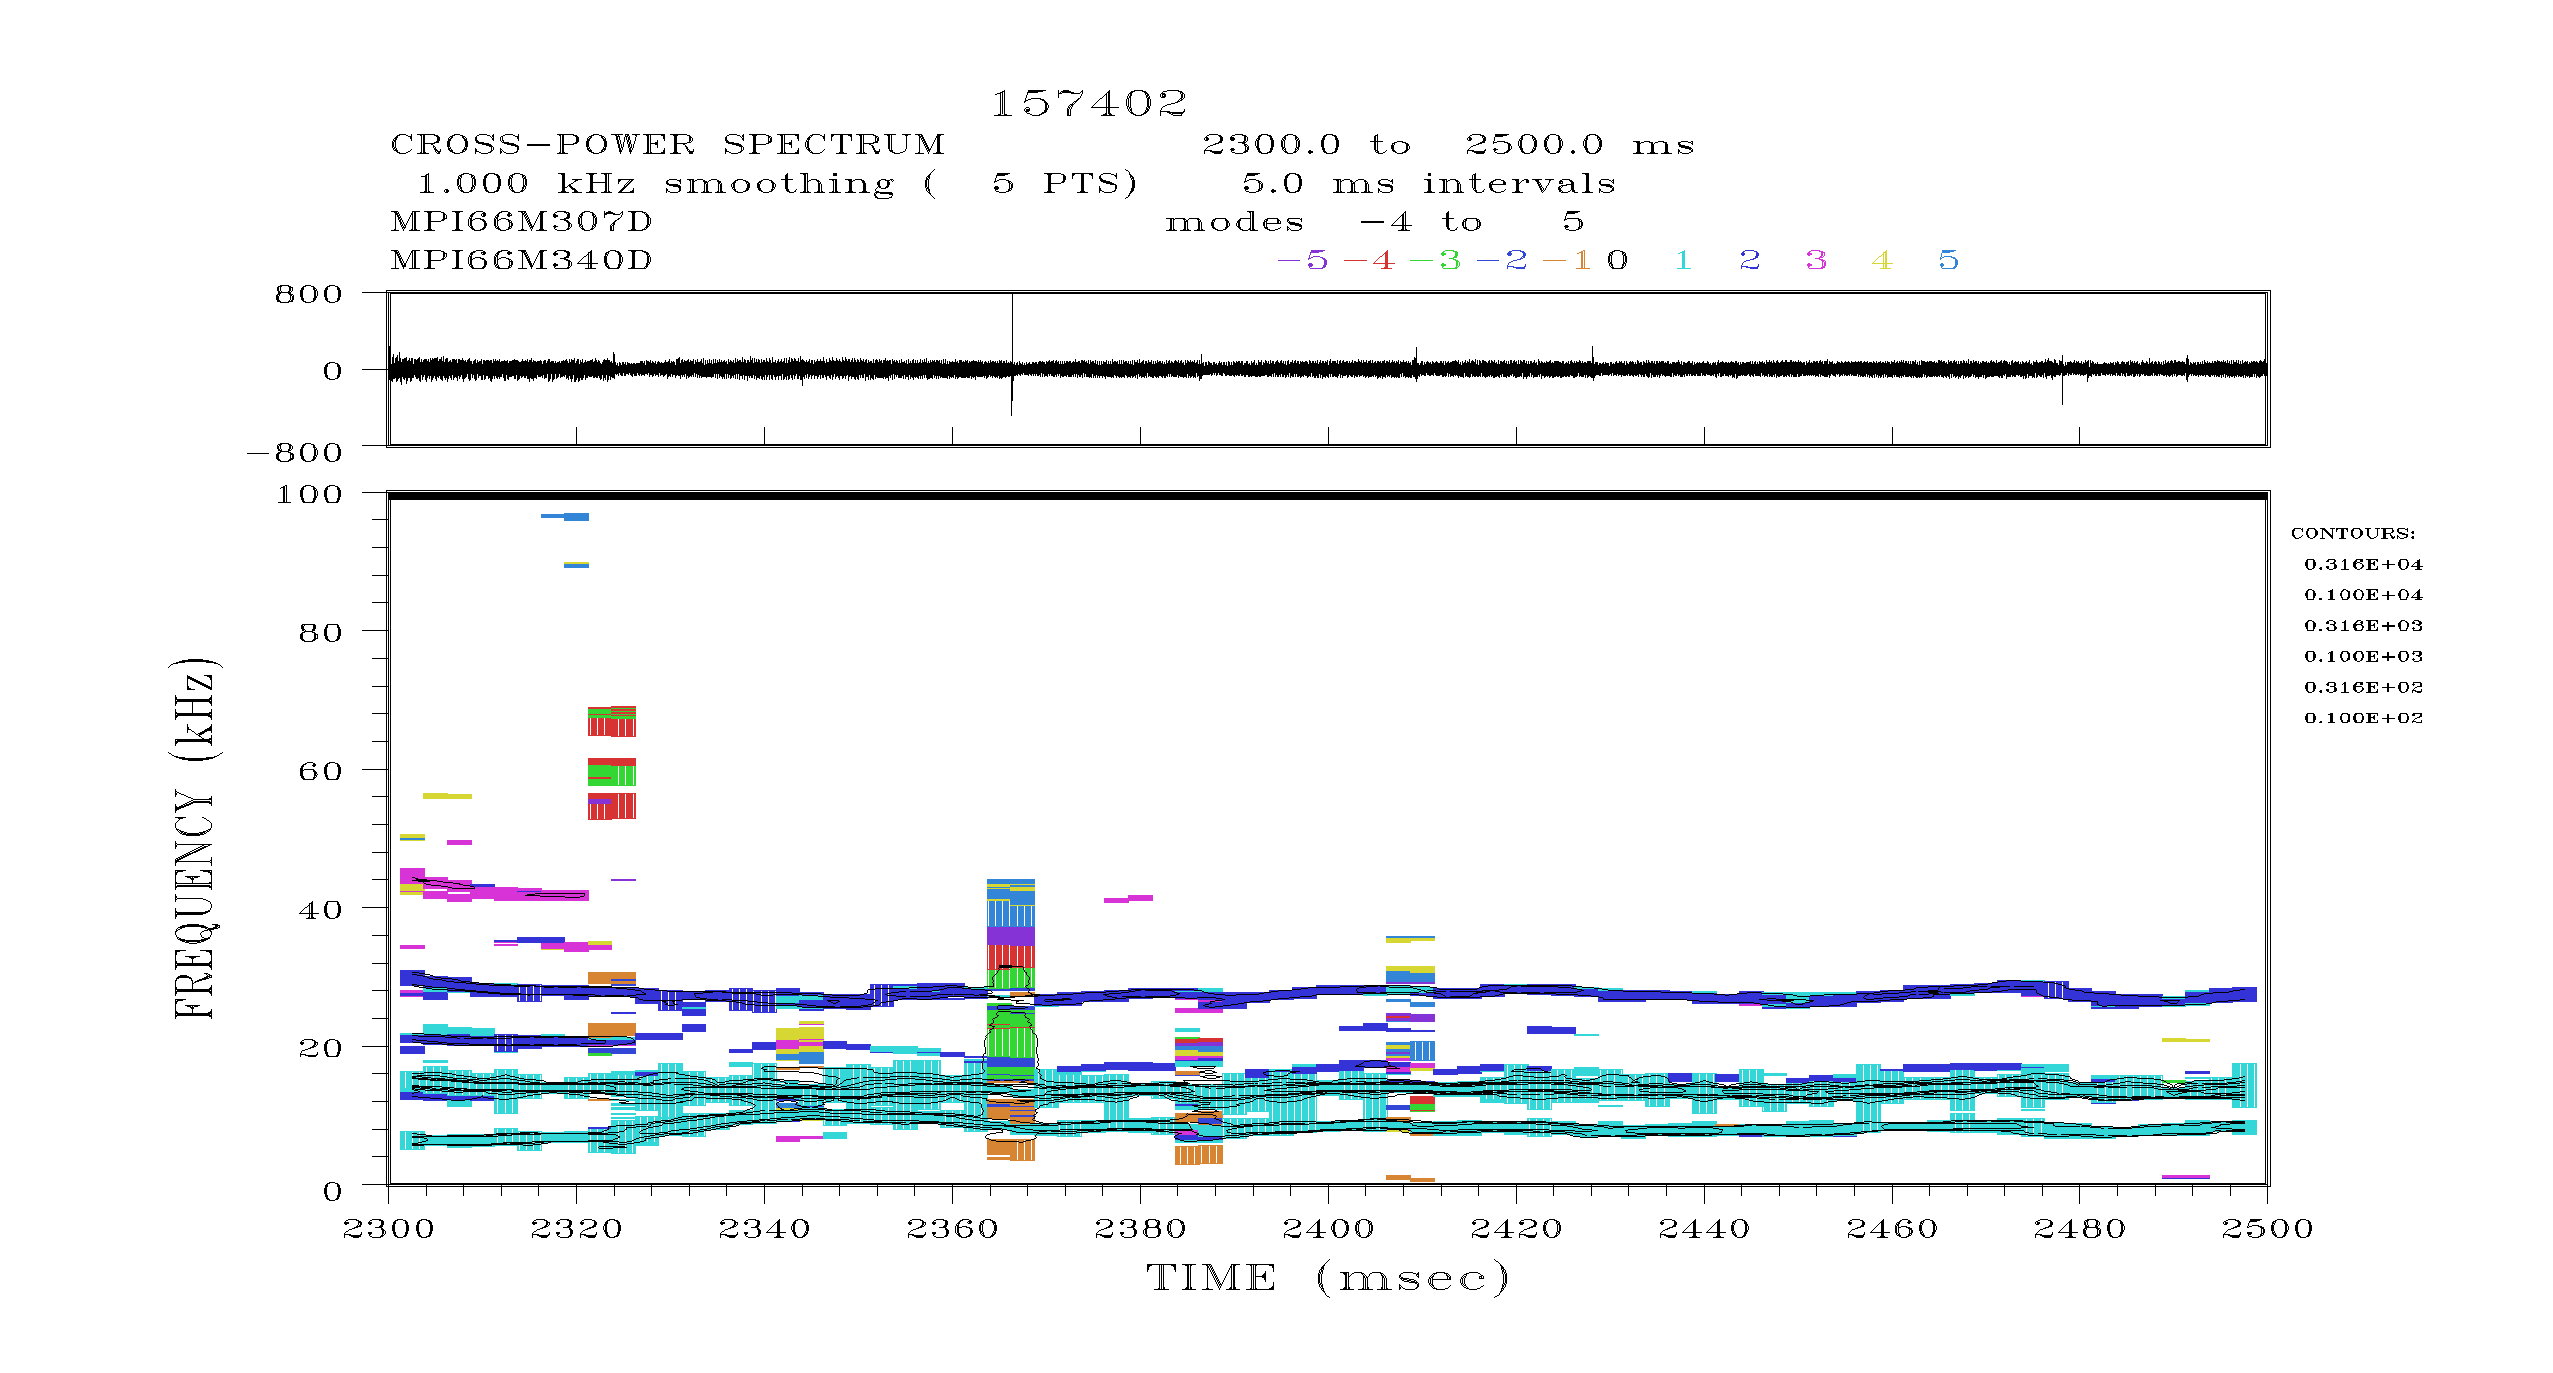 157402
CROSS-POWER SPECTRUM 2300.0 to 2500.0 ms
1.000 kHz smoothing ( 5 PTS) 5.0 ms intervals
MPI66M307D modes -4 to 5
MPI66M340D -5 -4 -3 -2 -1 0 1 2 3 4 5
800
0
-800
100
80
60
40
20
0
FREQUENCY (kHz)
CONTOURS:
0.316E+04
0.100E+04
0.316E+03
0.100E+03
0.316E+02
0.100E+02
2300 2320 2340 2360 2380 2400 2420 2440 2460 2480 2500
TIME (msec)